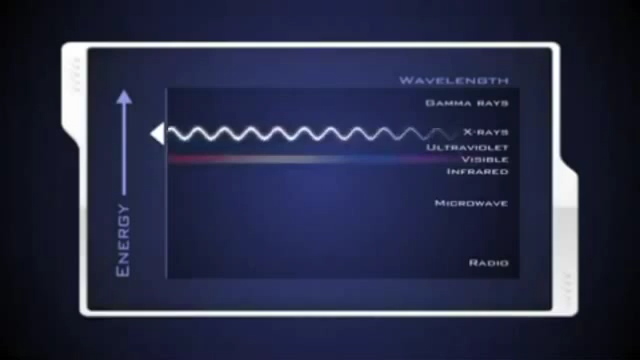 WAVELENGTH
GAMMA RAYS
X-RAYS
ULTRAVIOLET
VISIBLE
INFRARED
MICROWAVE
RADIO
ENERGY